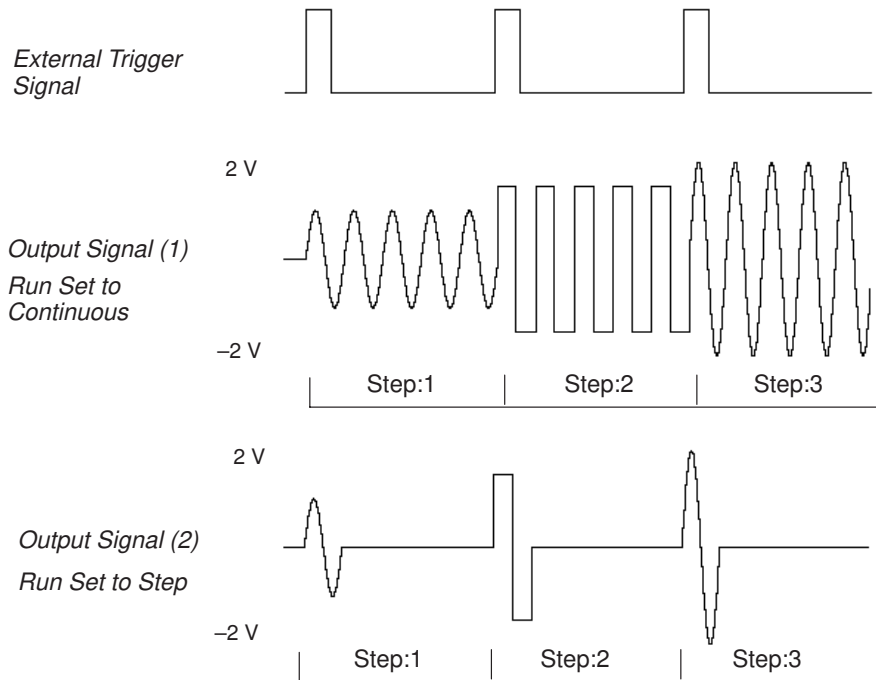 External Trigger
Signal
2 V
Output Signal (1)
Run Set to
Continuous
–2 V
Step:1
Step:2
Step:3
2 V
Output Signal (2)
Run Set to Step
–2 V
Step:1
Step:2
Step:3